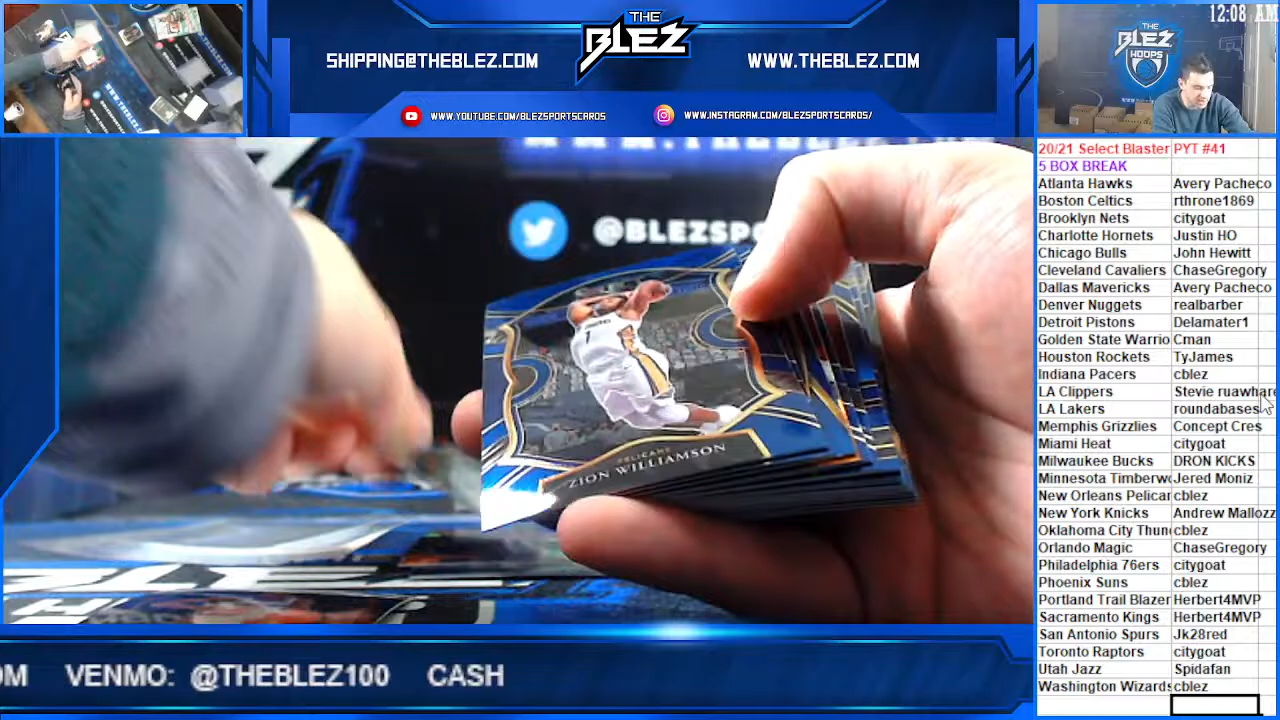 12:08 AM
THE
BLEZ
SHIPPING@THEBLEZ.COM
WWW.THEBLEZ.COM
WWW.YOUTUBE.COM/BLEZSPORTSCARDS
WWW.INSTAGRAM.COM/BLEZSPORTSCARDS/
THE
BLEZ
HOOPS
@BLEZSPO
1
PELICANS
ZION WILLIAMSON
20/21 Select Blaster PYT #41
5 BOX BREAK
Atlanta Hawks Avery Pacheco
Boston Celtics rthrone1869
Brooklyn Nets citygoat
Charlotte Hornets Justin HO
Chicago Bulls John Hewitt
Cleveland Cavaliers ChaseGregory
Dallas Mavericks Avery Pacheco
Denver Nuggets realbarber
Detroit Pistons Delamater1
Golden State Warrio Cman
Houston Rockets TyJames
Indiana Pacers cblez
LA Clippers Stevie ruawhare
LA Lakers roundabases
Memphis Grizzlies Concept Cres
Miami Heat citygoat
Milwaukee Bucks DRON KICKS
Minnesota Timberwo Jered Moniz
New Orleans Pelican cblez
New York Knicks Andrew Mallozz
Oklahoma City Thun cblez
Orlando Magic ChaseGregory
Philadelphia 76ers citygoat
Phoenix Suns cblez
Portland Trail Blazer Herbert4MVP
Sacramento Kings Herbert4MVP
San Antonio Spurs Jk28red
Toronto Raptors citygoat
Utah Jazz Spidafan
Washington Wizards cblez
OM VENMO: @THEBLEZ100 CASH